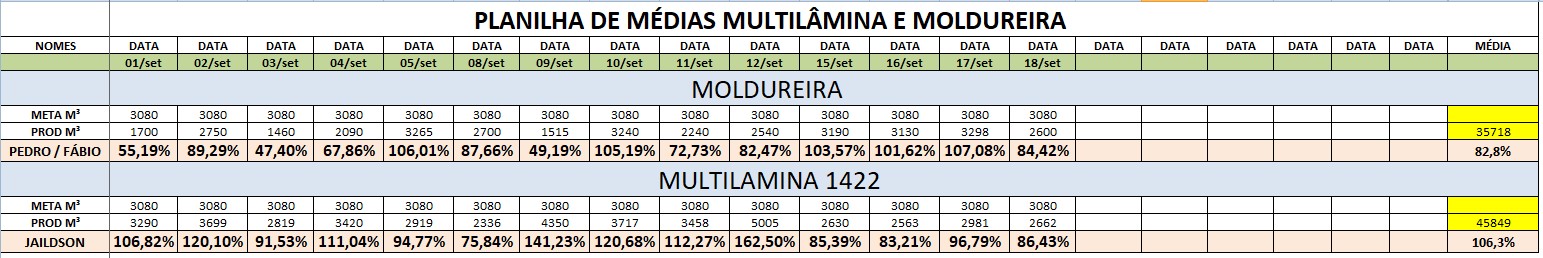 PLANILHA DE MÉDIAS MULTILÂMINA E MOLDUREIRA
NOMES DATA DATA DATA DATA DATA DATA DATA DATA DATA DATA DATA DATA DATA DATA DATA DATA DATA DATA DATA DATA MÉDIA
01/set 02/set 03/set 04/set 05/set 08/set 09/set 10/set 11/set 12/set 15/set 16/set 17/set 18/set
MOLDUREIRA
META M³ 3080 3080 3080 3080 3080 3080 3080 3080 3080 3080 3080 3080 3080 3080
PROD M³ 1700 2750 1460 2090 3265 2700 1515 3240 2240 2540 3190 3130 3298 2600 35718
PEDRO / FÁBIO 55,19% 89,29% 47,40% 67,86% 106,01% 87,66% 49,19% 105,19% 72,73% 82,47% 103,57% 101,62% 107,08% 84,42% 82,8%
MULTILAMINA 1422
META M³ 3080 3080 3080 3080 3080 3080 3080 3080 3080 3080 3080 3080 3080 3080
PROD M³ 3290 3699 2819 3420 2919 2336 4350 3717 3458 5005 2630 2563 2981 2662 45849
JAILDSON 106,82% 120,10% 91,53% 111,04% 94,77% 75,84% 141,23% 120,68% 112,27% 162,50% 85,39% 83,21% 96,79% 86,43% 106,3%